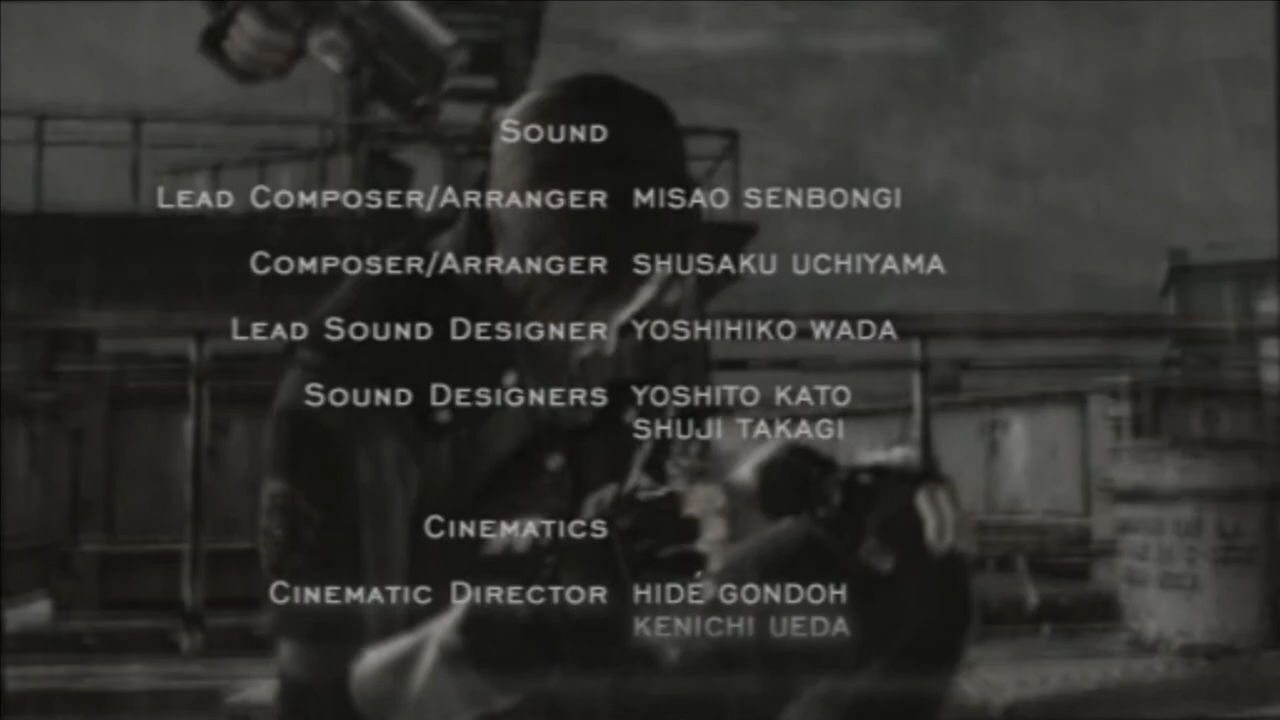 SOUND
LEAD COMPOSER/ARRANGER MISAO SENBONGI
COMPOSER/ARRANGER SHUSAKU UCHIYAMA
LEAD SOUND DESIGNER YOSHIHIKO WADA
SOUND DESIGNERS YOSHITO KATO
SHUJI TAKAGI
CINEMATICS
CINEMATIC DIRECTOR HIDE GONDOH
KENICHI UEDA